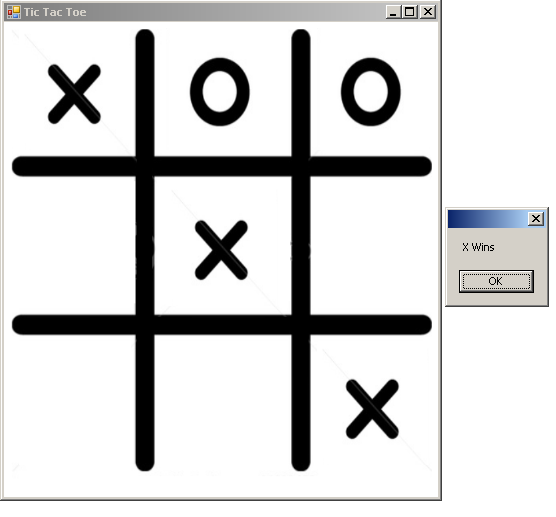 Tic Tac Toe
X O O
X
X
X Wins
OK